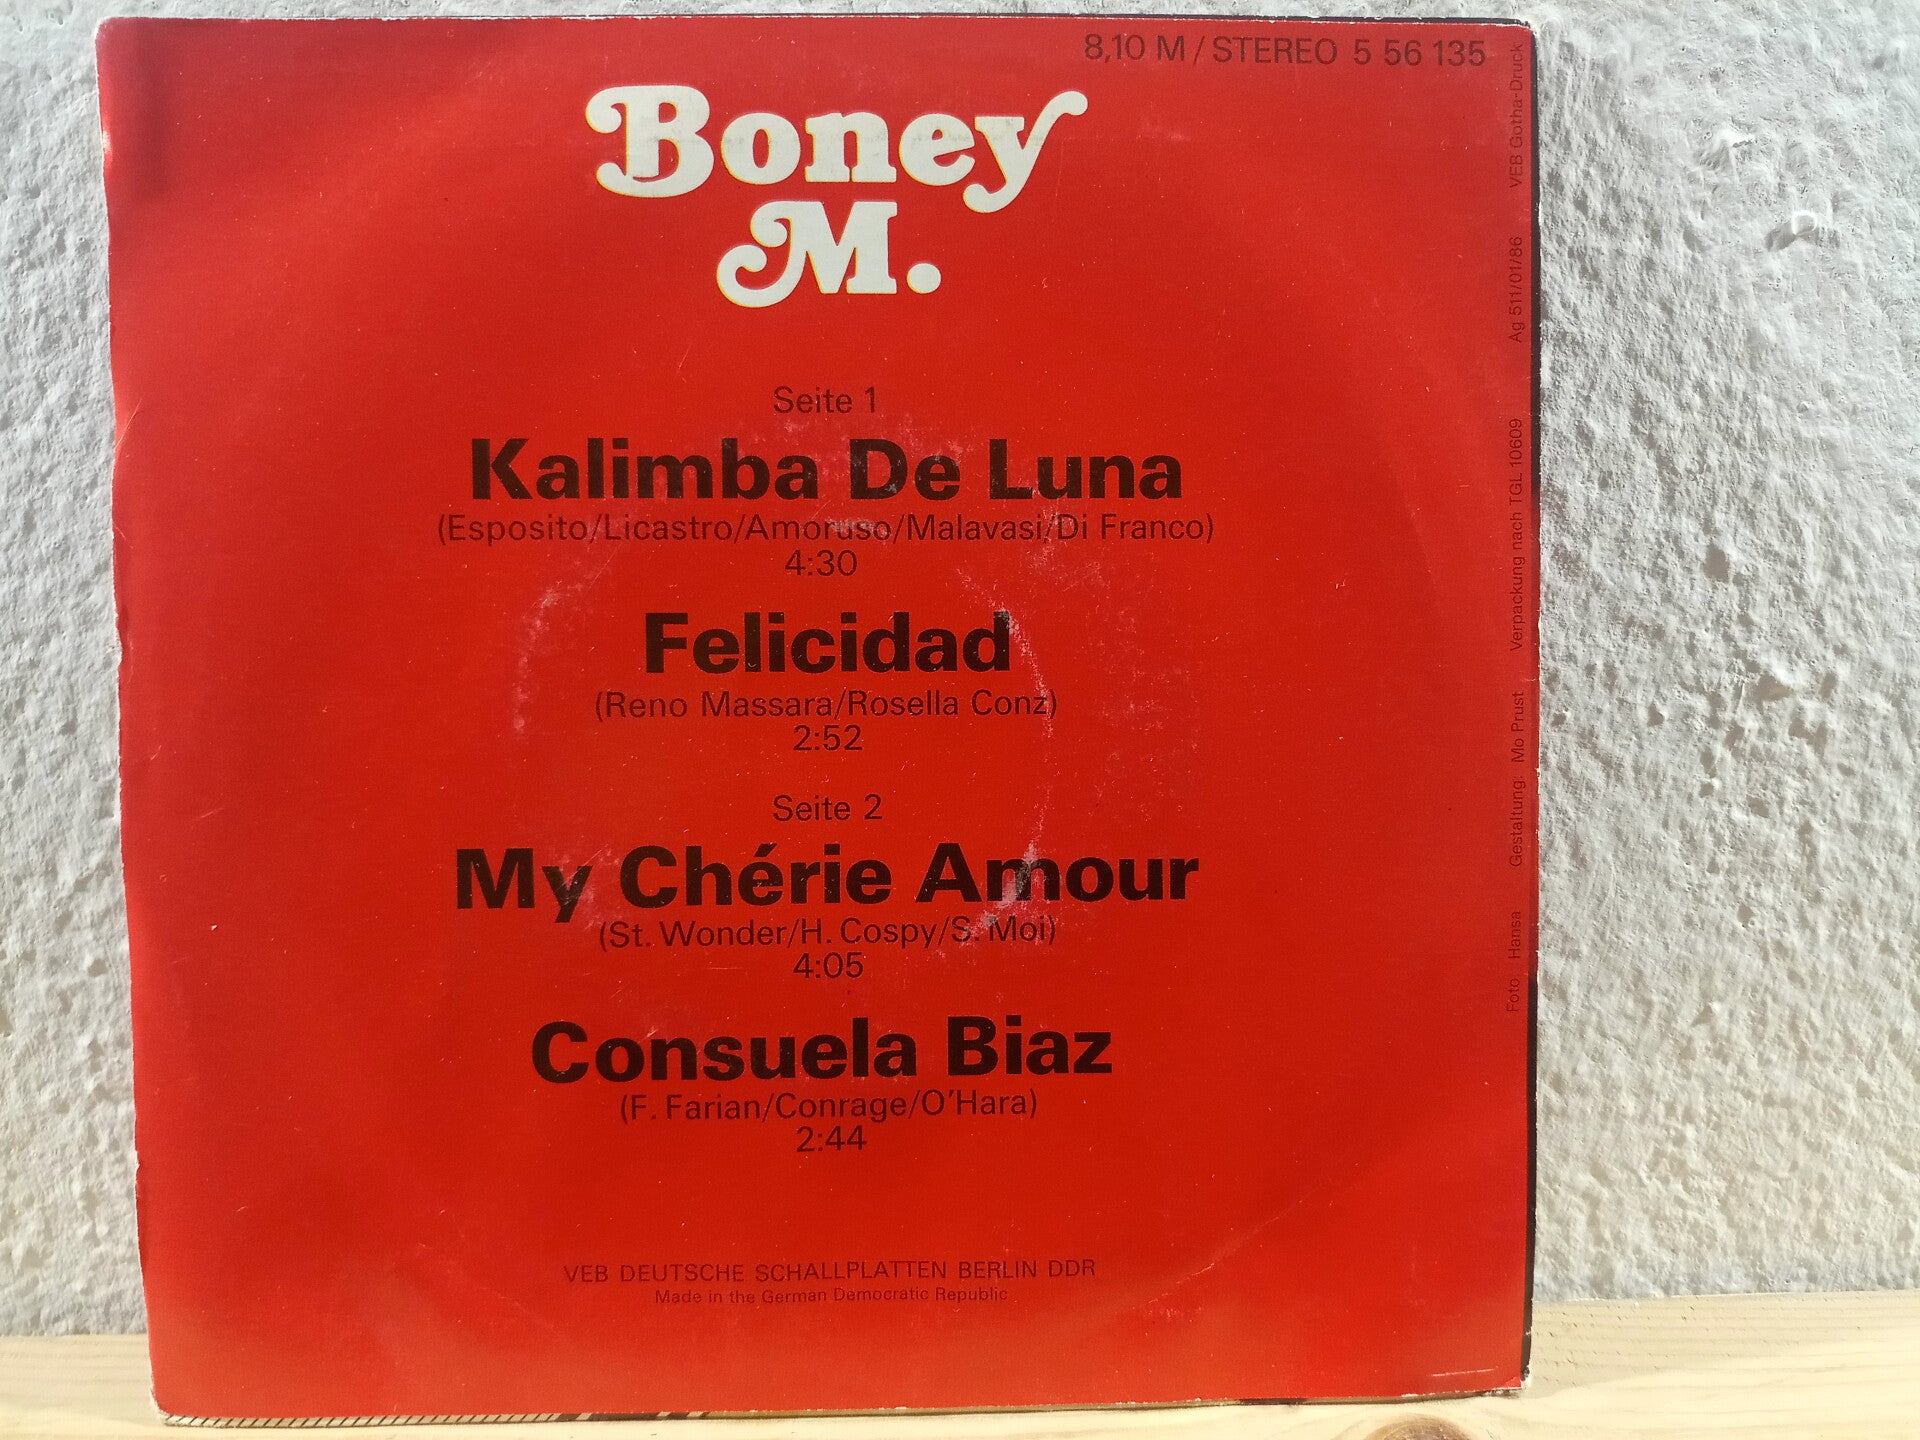 8,10 M / STEREO 5 56 135
Boney
M.
Seite 1
Kalimba De Luna
(Esposito/Licastro/Amoruso/Malavasi/Di Franco)
4:30
Felicidad
(Reno Massara/Rosella Conz)
2:52
Seite 2
My Chérie Amour
(St. Wonder/H. Cospy/S. Moi)
4:05
Consuela Biaz
(F. Farian/Conrage/O'Hara)
2:44
VEB DEUTSCHE SCHALLPLATTEN BERLIN DDR
Made in the German Democratic Republic
Foto: Hansa Gestaltung: Mo Prust Verpackung nach TGL 10609 Ag 511/01/86 VEB Gotha-Druck